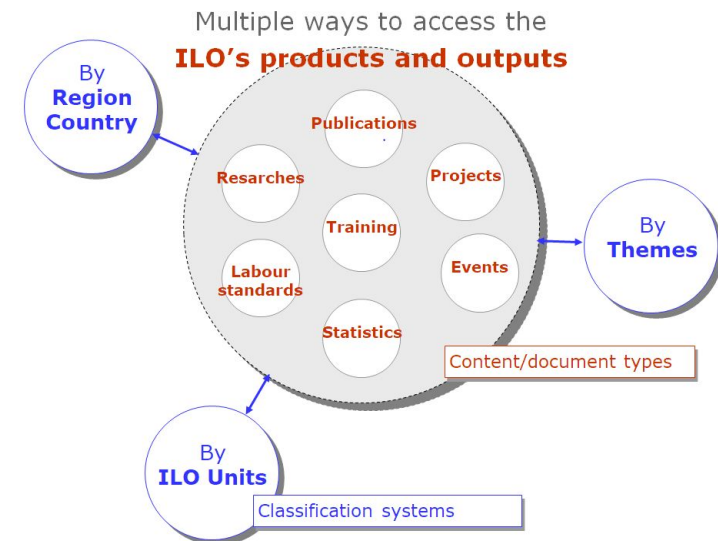 Multiple ways to access the
ILO's products and outputs
By
Region
Country
Publications
Resarches
Projects
Training
By
Themes
Labour
standards
Events
Statistics
Content/document types
By
ILO Units
Classification systems